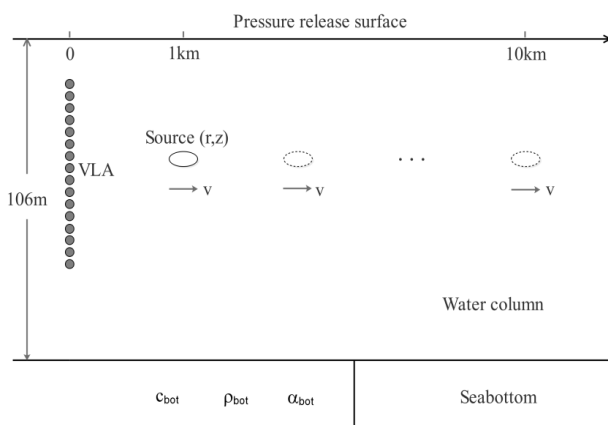 Pressure release surface
0 1km 10km
Source (r,z)
VLA
. . .
v v v
106m
Water column
c_bot ρ_bot α_bot Seabottom